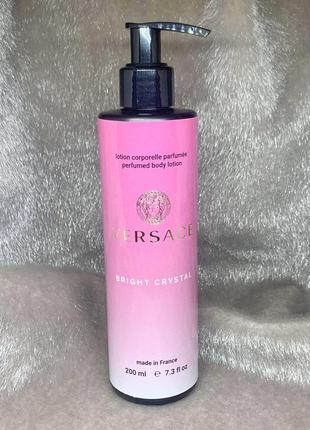 lotion corporelle parfumée
perfumed body lotion
VERSACE
BRIGHT CRYSTAL
made in France
200 ml e 7.3 fl oz